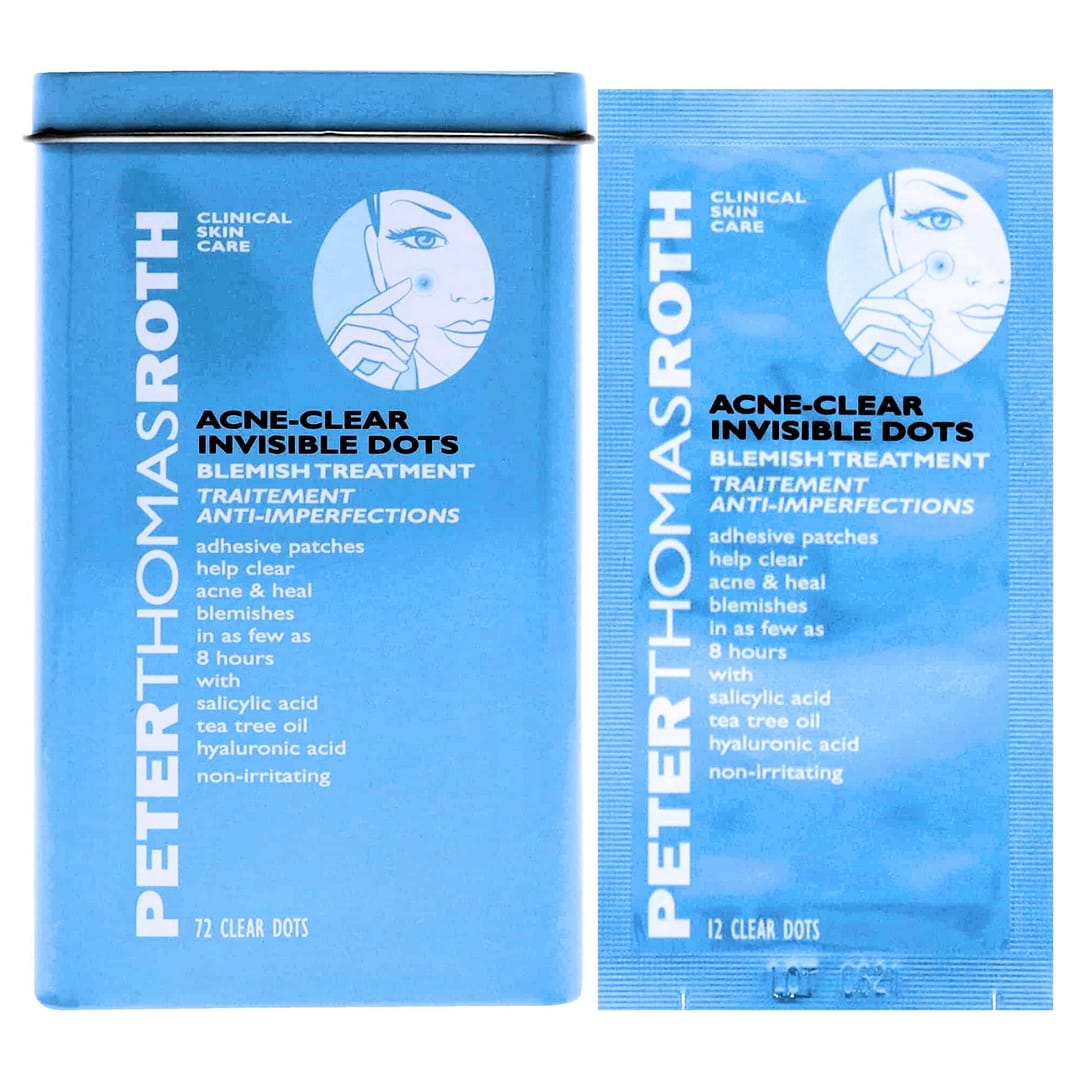 PETERTHOMASROTH
CLINICAL
SKIN
CARE
ACNE-CLEAR
INVISIBLE DOTS
BLEMISH TREATMENT
TRAITEMENT
ANTI-IMPERFECTIONS
adhesive patches
help clear
acne & heal
blemishes
in as few as
8 hours
with
salicylic acid
tea tree oil
hyaluronic acid
non-irritating
72 CLEAR DOTS
PETERTHOMASROTH
CLINICAL
SKIN
CARE
ACNE-CLEAR
INVISIBLE DOTS
BLEMISH TREATMENT
TRAITEMENT
ANTI-IMPERFECTIONS
adhesive patches
help clear
acne & heal
blemishes
in as few as
8 hours
with
salicylic acid
tea tree oil
hyaluronic acid
non-irritating
12 CLEAR DOTS
LOT